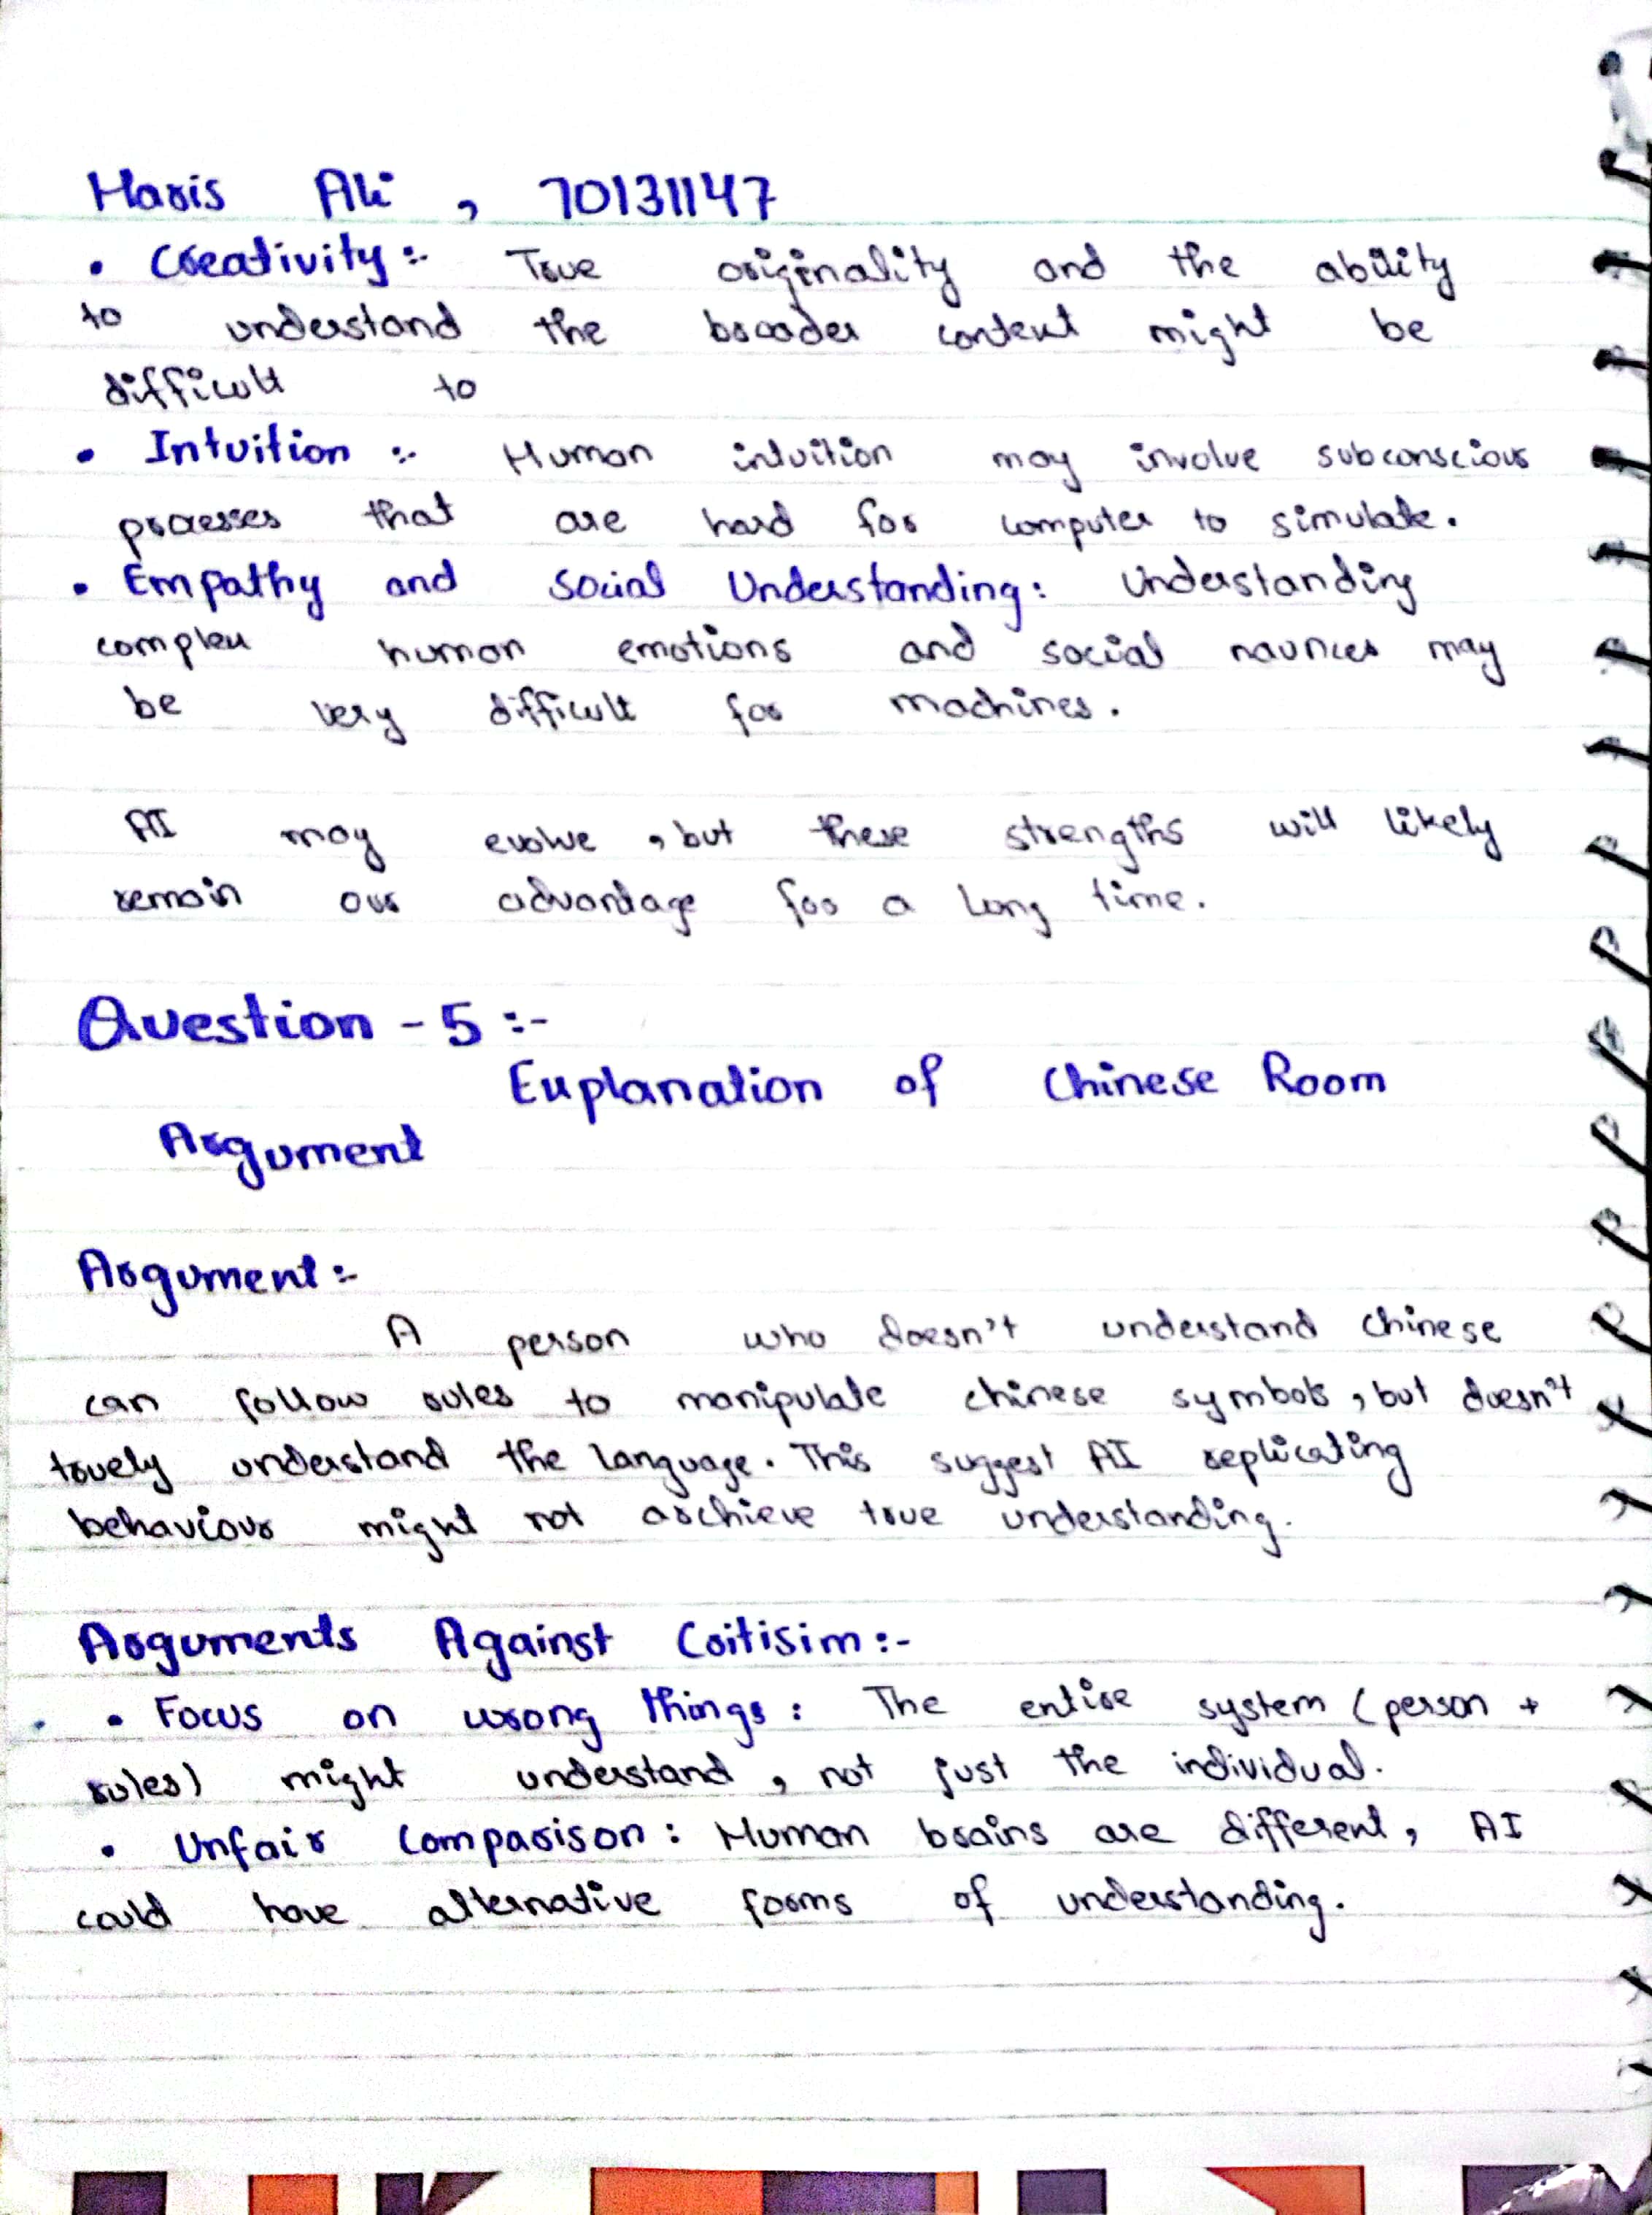 Haris Ali , 70131147
• Creativity :- True originality and the ability
to understand the broader context might be
difficult to
• Intuition :- Human intuition may involve subconscious
processes that are hard for computer to simulate.
• Empathy and Social Understanding : Understanding
complex human emotions and social naunces may
be very difficult for machines.
AI may evolve , but these strengths will likely
remain our advantage for a long time.
Question - 5 :-
Explanation of Chinese Room
Argument
Argument :-
A person who doesn't understand chinese
can follow rules to manipulate chinese symbols , but doesn't
truely understand the language. This suggest AI replicating
behaviour might not archieve true understanding.
Arguments Against Critisim :-
• Focus on wrong things : The entire system (person +
rules) might understand , not just the individual.
• Unfair Comparison : Human brains are different , AI
could have alternative forms of understanding.